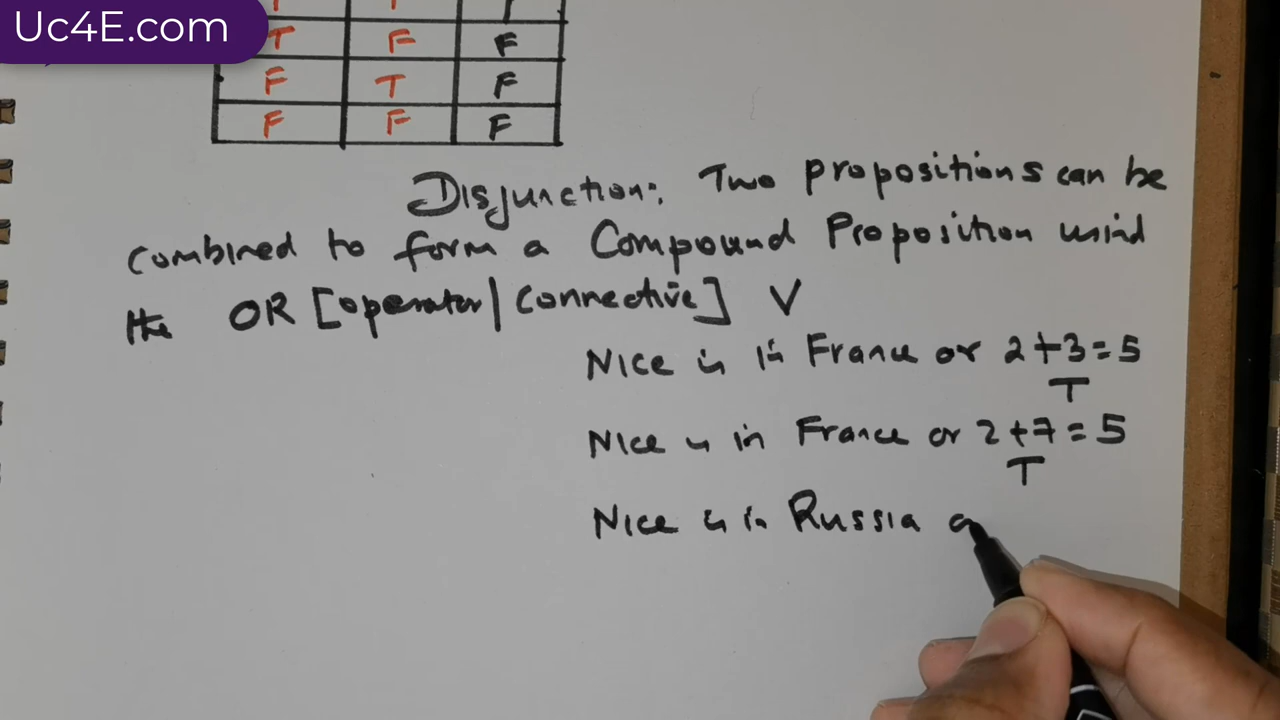 Uc4E.com
T T T
T F F
F T F
F F F
Disjunction: Two propositions can be
combined to form a Compound Proposition using
the OR [operator/Connective] V
Nice is in France or 2+3=5
T
Nice is in France or 2+7=5
T
Nice is in Russia o